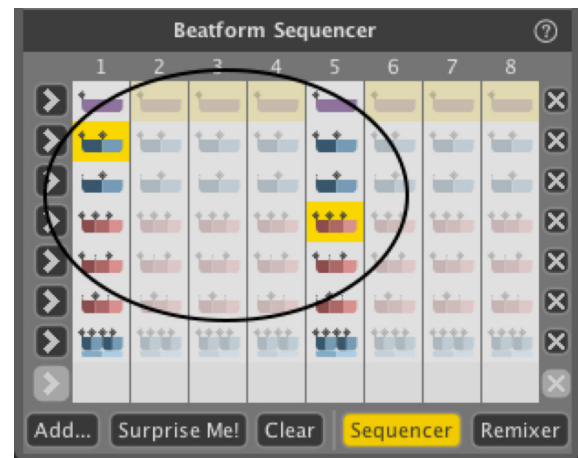 Beatform Sequencer ?
1 2 3 4 5 6 7 8
Add... Surprise Me! Clear Sequencer Remixer